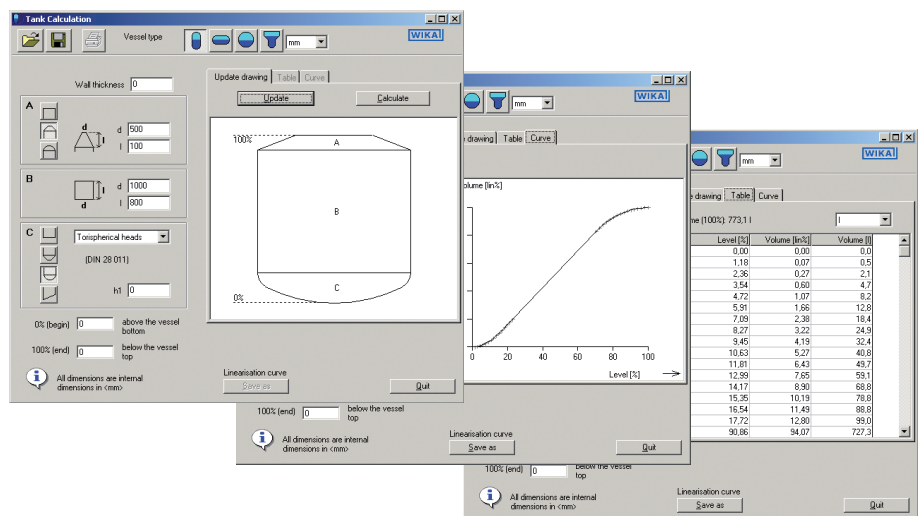 Tank Calculation
Vessel type
mm
WIKA
Wall thickness 0
Update drawing Table Curve
Update Calculate
A
d
l
d 500
l 100
B
d
l
d 1000
l 800
C
Torispherical heads
(DIN 28 011)
h1 0
100%
A
B
C
0%
0% (begin) 0 above the vessel
bottom
100% (end) 0 below the vessel
top
All dimensions are internal
dimensions in <mm>
Linearisation curve
Save as
Quit
mm
WIKA
drawing Table Curve
olume [lin%]
0 20 40 60 80 100
Level [%]
100% (end) 0 below the vessel
top
All dimensions are internal
dimensions in <mm>
Linearisation curve
Save as
Quit
mm
WIKA
drawing Table Curve
me (100%): 773,1 l
l
Level [%] Volume [lin%] Volume [l]
0,00 0,00 0,0
1,18 0,07 0,5
2,36 0,27 2,1
3,54 0,60 4,7
4,72 1,07 8,2
5,91 1,66 12,8
7,09 2,38 18,4
8,27 3,22 24,9
9,45 4,19 32,4
10,63 5,27 40,8
11,81 6,43 49,7
12,99 7,65 59,1
14,17 8,90 68,8
15,35 10,19 78,8
16,54 11,49 88,8
17,72 12,80 99,0
90,86 94,07 727,3
100% (end) 0 below the vessel
top
All dimensions are internal
dimensions in <mm>
Linearisation curve
Save as
Quit